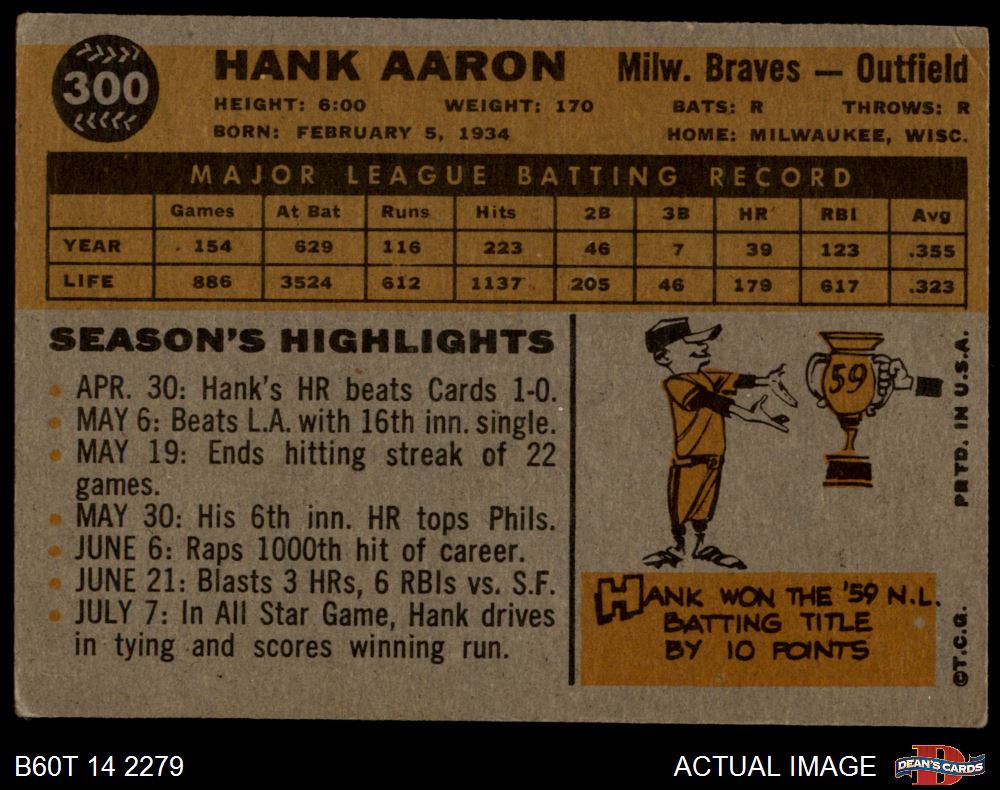 300
HANK AARON Milw. Braves — Outfield
HEIGHT: 6:00 WEIGHT: 170 BATS: R THROWS: R
BORN: FEBRUARY 5, 1934 HOME: MILWAUKEE, WISC.
MAJOR LEAGUE BATTING RECORD
Games At Bat Runs Hits 2B 3B HR RBI Avg
YEAR 154 629 116 223 46 7 39 123 .355
LIFE 886 3524 612 1137 205 46 179 617 .323
SEASON'S HIGHLIGHTS
• APR. 30: Hank's HR beats Cards 1-0.
• MAY 6: Beats L.A. with 16th inn. single.
• MAY 19: Ends hitting streak of 22
games.
• MAY 30: His 6th inn. HR tops Phils.
• JUNE 6: Raps 1000th hit of career.
• JUNE 21: Blasts 3 HRs, 6 RBIs vs. S.F.
• JULY 7: In All Star Game, Hank drives
in tying and scores winning run.
59
HANK WON THE '59 N.L.
BATTING TITLE
BY 10 POINTS
©T.C.G. PRTD. IN U.S.A.
B60T 14 2279 ACTUAL IMAGE
DEAN'S CARDS